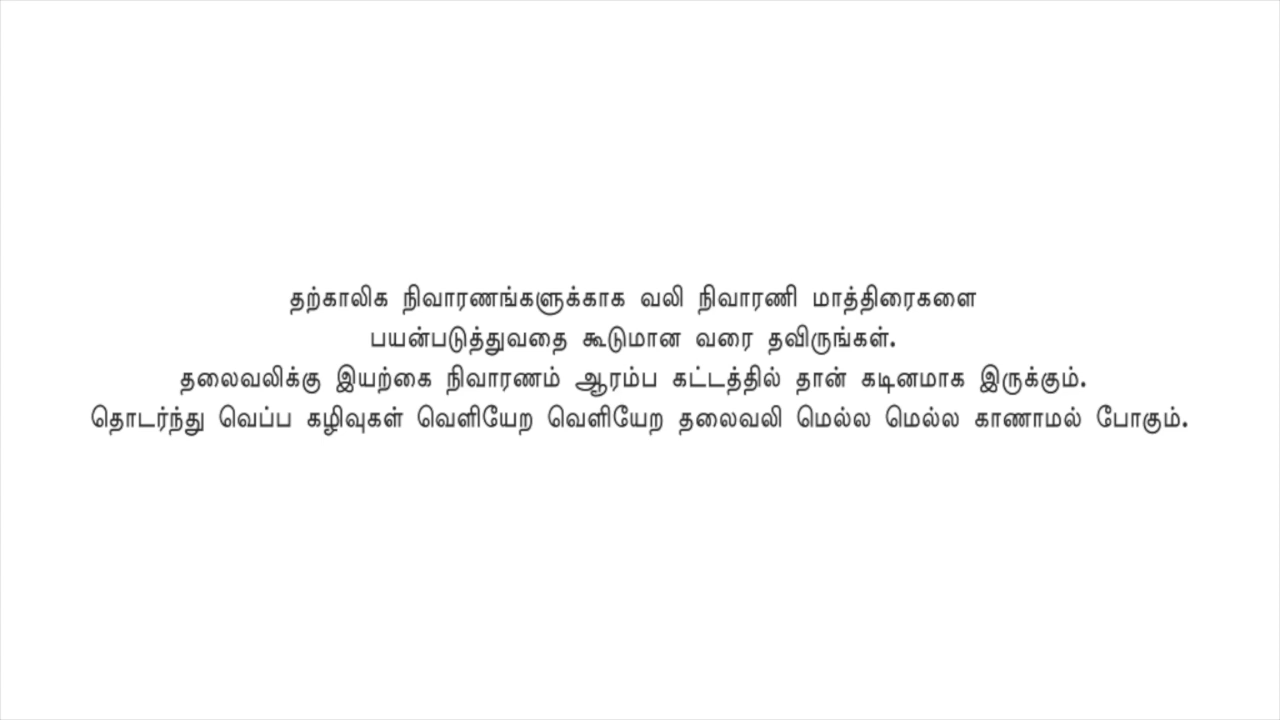 தற்காலிக நிவாரணங்களுக்காக வலி நிவாரணி மாத்திரைகளை
பயன்படுத்துவதை கூடுமான வரை தவிருங்கள்.
தலைவலிக்கு இயற்கை நிவாரணம் ஆரம்ப கட்டத்தில் தான் கடினமாக இருக்கும்.
தொடர்ந்து வெப்ப கழிவுகள் வெளியேற வெளியேற தலைவலி மெல்ல மெல்ல காணாமல் போகும்.